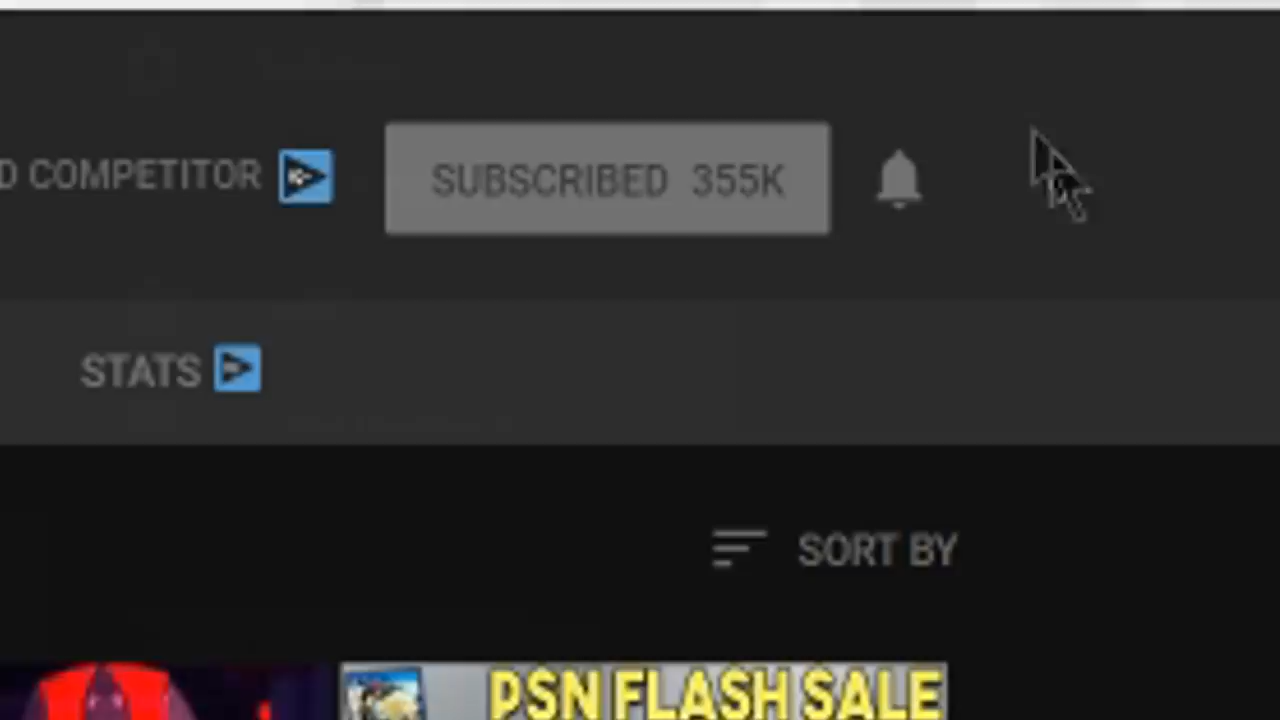 D COMPETITOR
SUBSCRIBED 355K
STATS
SORT BY
PSN FLASH SALE